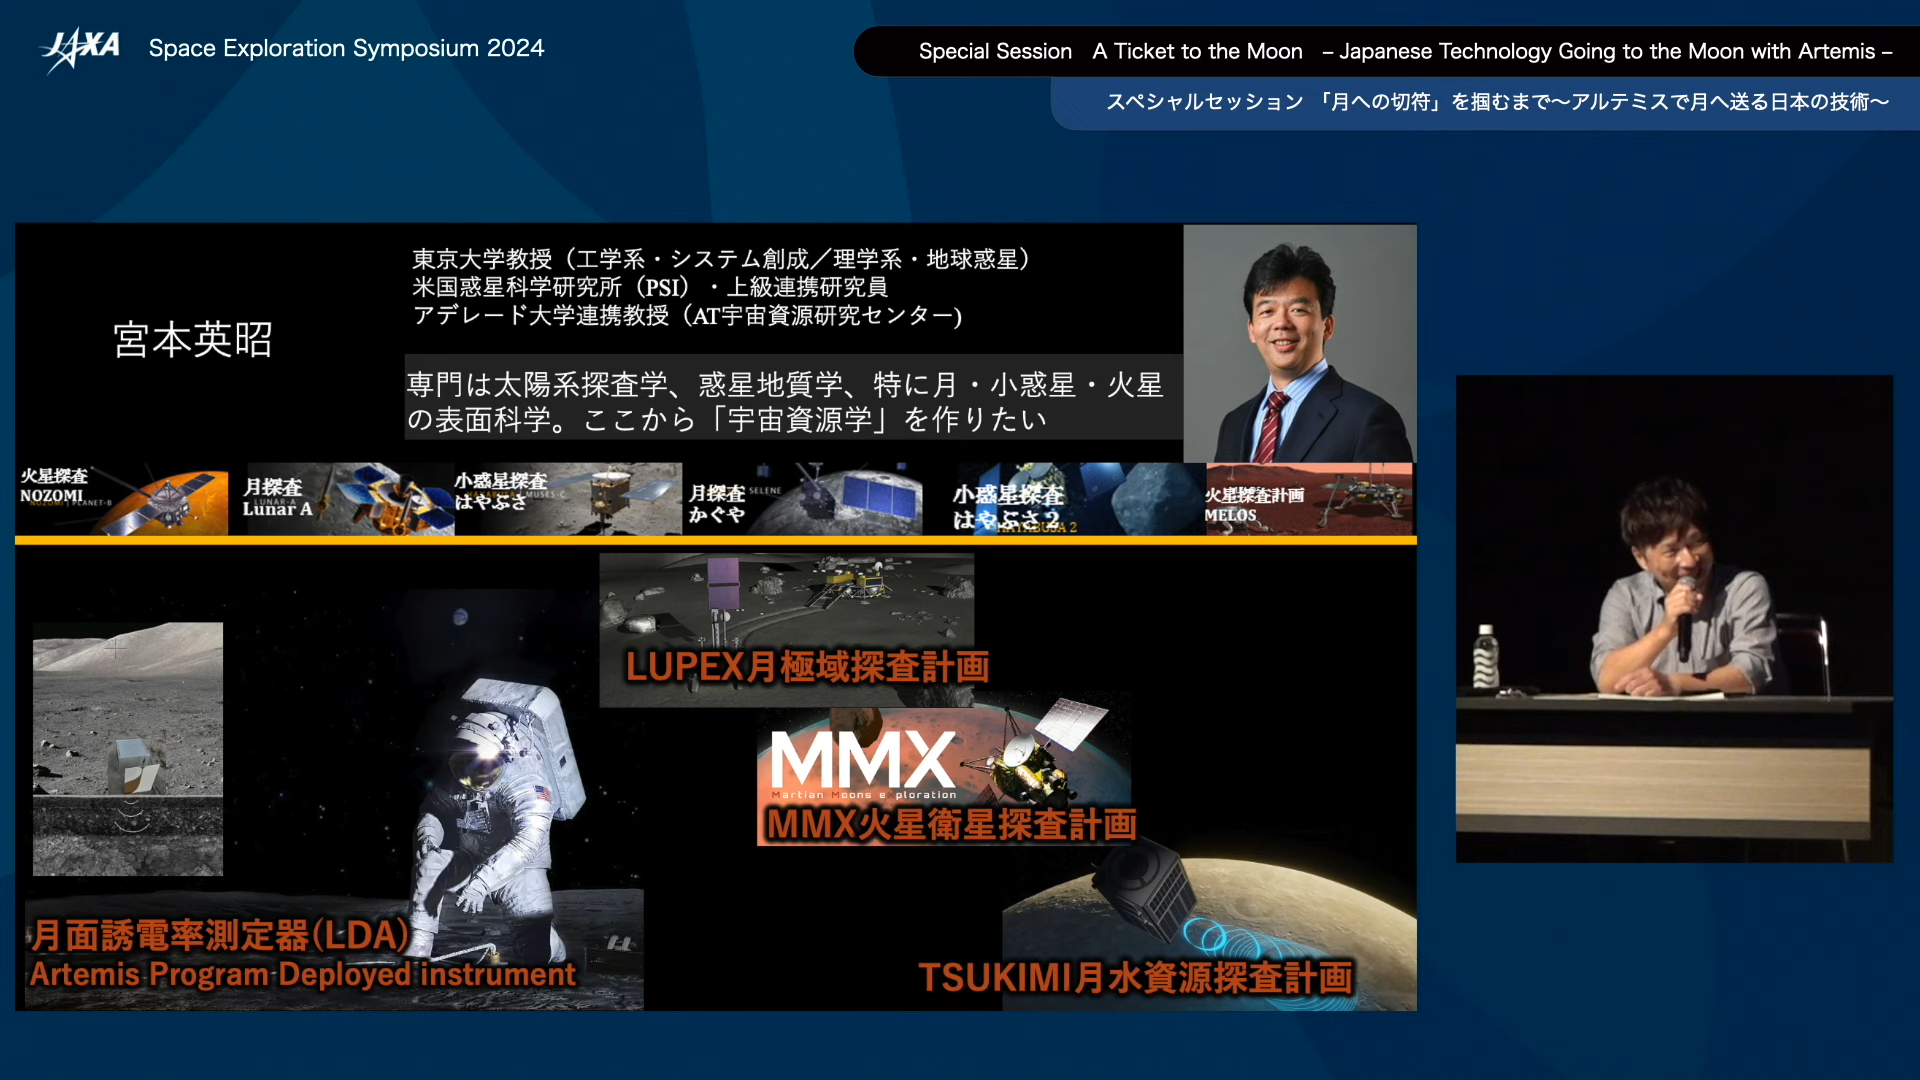 JAXA Space Exploration Symposium 2024
Special Session A Ticket to the Moon – Japanese Technology Going to the Moon with Artemis –
スペシャルセッション 「月への切符」を掴むまで〜アルテミスで月へ送る日本の技術〜
宮本英昭
東京大学教授（工学系・システム創成／理学系・地球惑星）
米国惑星科学研究所（PSI）・上級連携研究員
アデレード大学連携教授（AT宇宙資源研究センター)
専門は太陽系探査学、惑星地質学、特に月・小惑星・火星
の表面科学。ここから「宇宙資源学」を作りたい
火星探査
NOZOMI
NOZOMI | PLANET-B
月探査
LUNAR-A
Lunar A
小惑星探査
はやぶさ
MUSES-C
月探査
かぐや
SELENE
小惑星探査
はやぶさ２
HAYABUSA 2
火星探査計画
MELOS
LUPEX月極域探査計画
MMX
Martian Moons eXploration
MMX火星衛星探査計画
月面誘電率測定器(LDA)
Artemis Program Deployed instrument
TSUKIMI月水資源探査計画